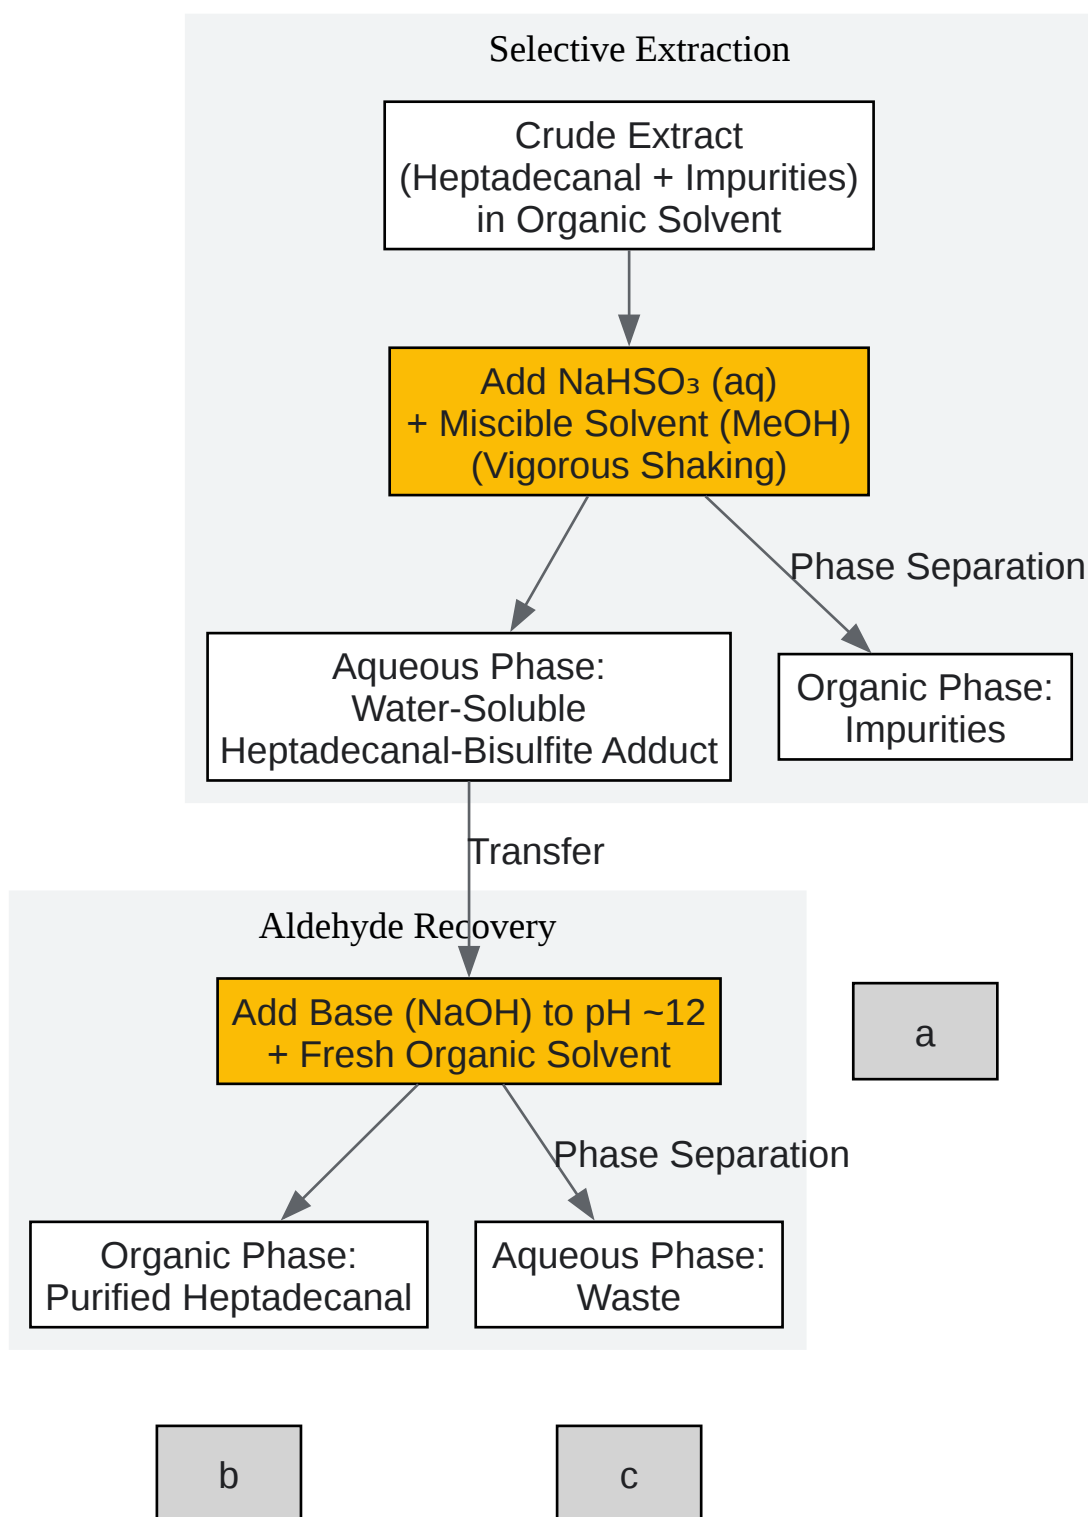 Selective Extraction
Crude Extract
(Heptadecanal + Impurities)
in Organic Solvent
Add NaHSO₃ (aq)
+ Miscible Solvent (MeOH)
(Vigorous Shaking)
Phase Separation
Aqueous Phase:
Water-Soluble
Heptadecanal-Bisulfite Adduct
Organic Phase:
Impurities
Transfer
Aldehyde Recovery
Add Base (NaOH) to pH ~12
+ Fresh Organic Solvent
a
Phase Separation
Organic Phase:
Purified Heptadecanal
Aqueous Phase:
Waste
b
c